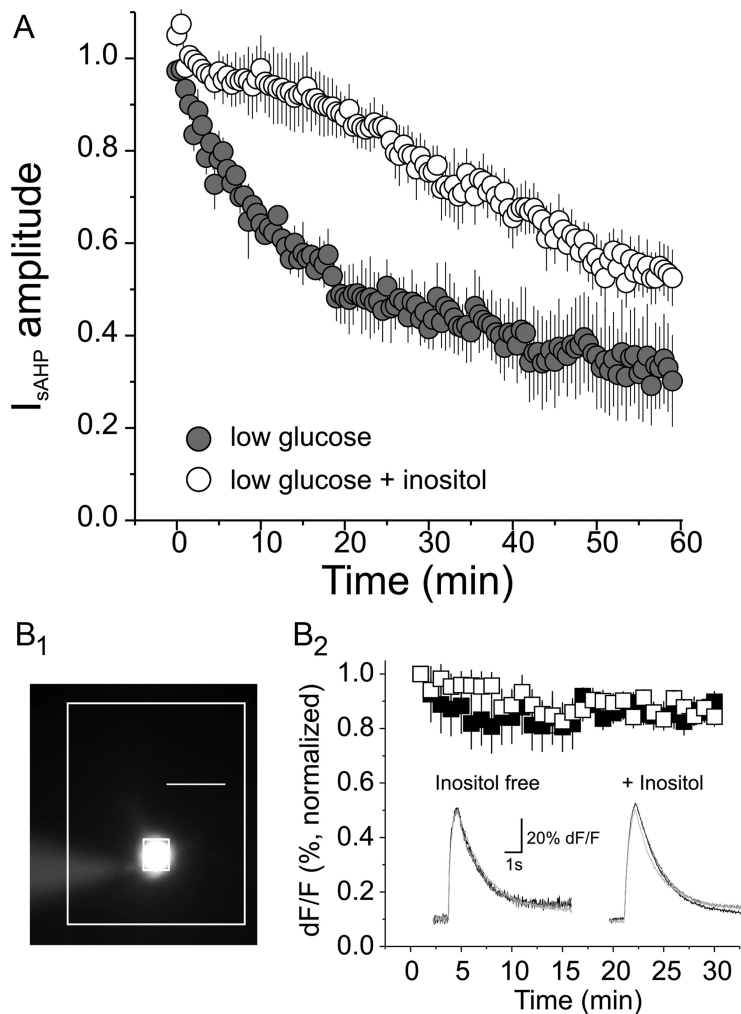 A
1.0
0.8
0.6
0.4
0.2
0.0
IsAHP amplitude
low glucose
low glucose + inositol
0 10 20 30 40 50 60
Time (min)
B1
B2
1.0
0.8
0.6
0.4
0.2
0.0
dF/F (%, normalized)
Inositol free
+ Inositol
20% dF/F
1s
0 5 10 15 20 25 30
Time (min)